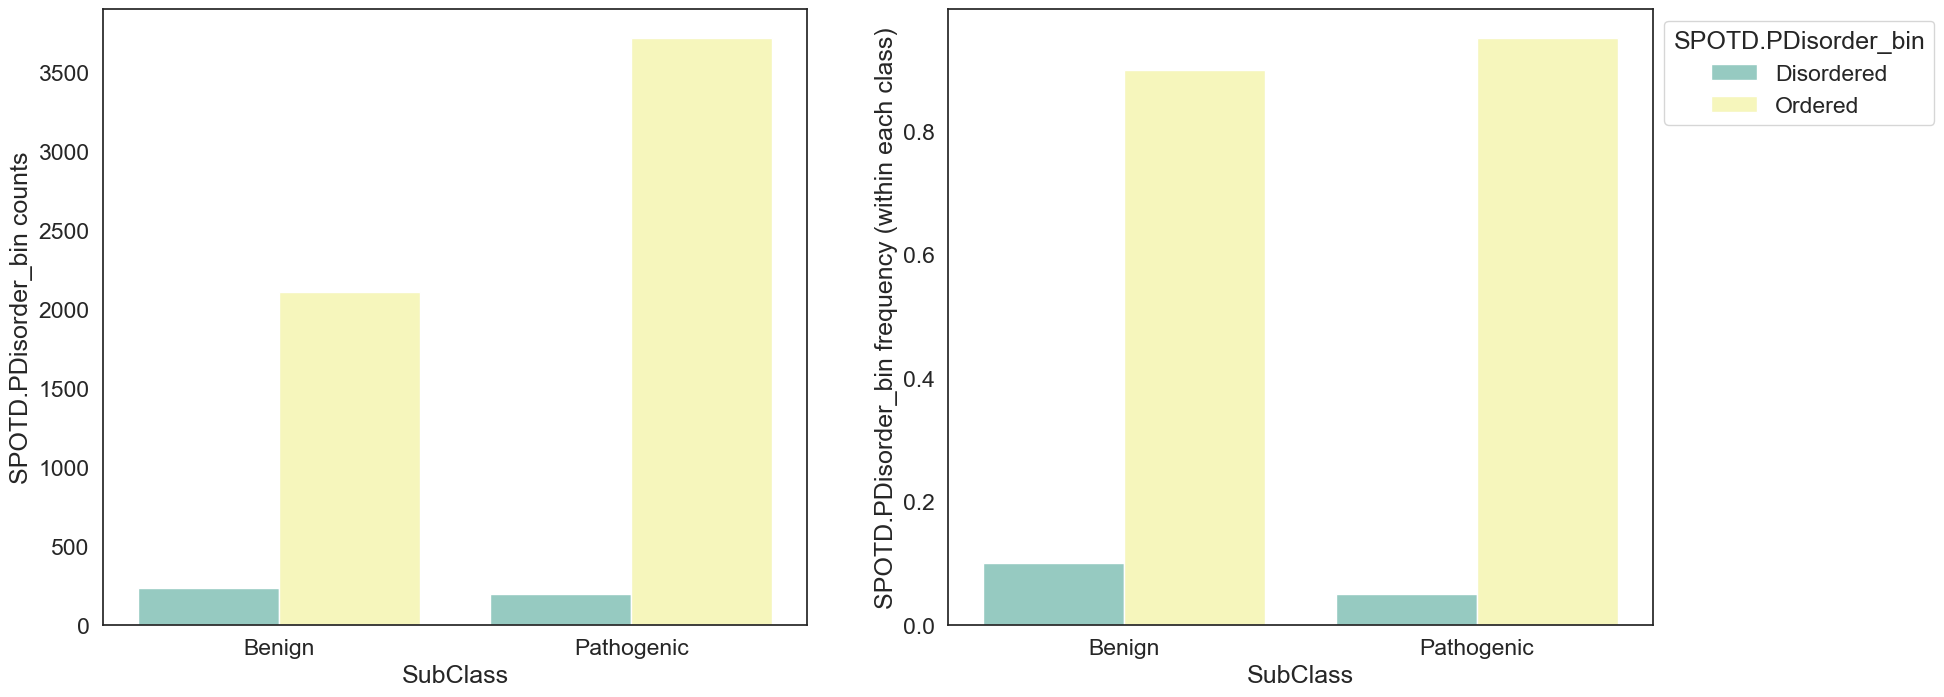 SPOTD.PDisorder_bin counts
3500
3000
2500
2000
1500
1000
500
0
Benign
Pathogenic
SubClass
SPOTD.PDisorder_bin frequency (within each class)
0.8
0.6
0.4
0.2
0.0
Benign
Pathogenic
SubClass
SPOTD.PDisorder_bin
Disordered
Ordered